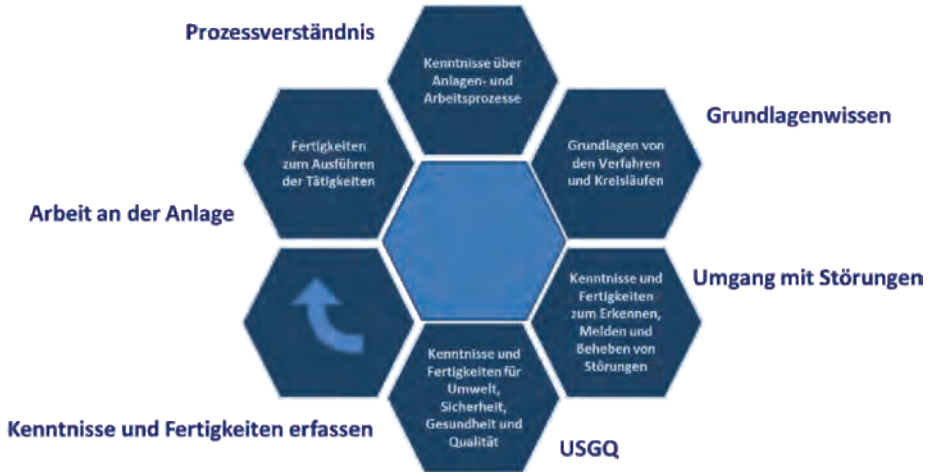 Prozessverständnis
Kenntnisse über
Anlagen- und
Arbeitsprozesse
Grundlagenwissen
Grundlagen von
den Verfahren
und Kreisläufen
Fertigkeiten
zum Ausführen
der Tätigkeiten
Arbeit an der Anlage
Umgang mit Störungen
Kenntnisse und
Fertigkeiten
zum Erkennen,
Melden und
Beheben von
Störungen
Kenntnisse und
Fertigkeiten für
Umwelt,
Sicherheit,
Gesundheit und
Qualität
Kenntnisse und Fertigkeiten erfassen
USGQ